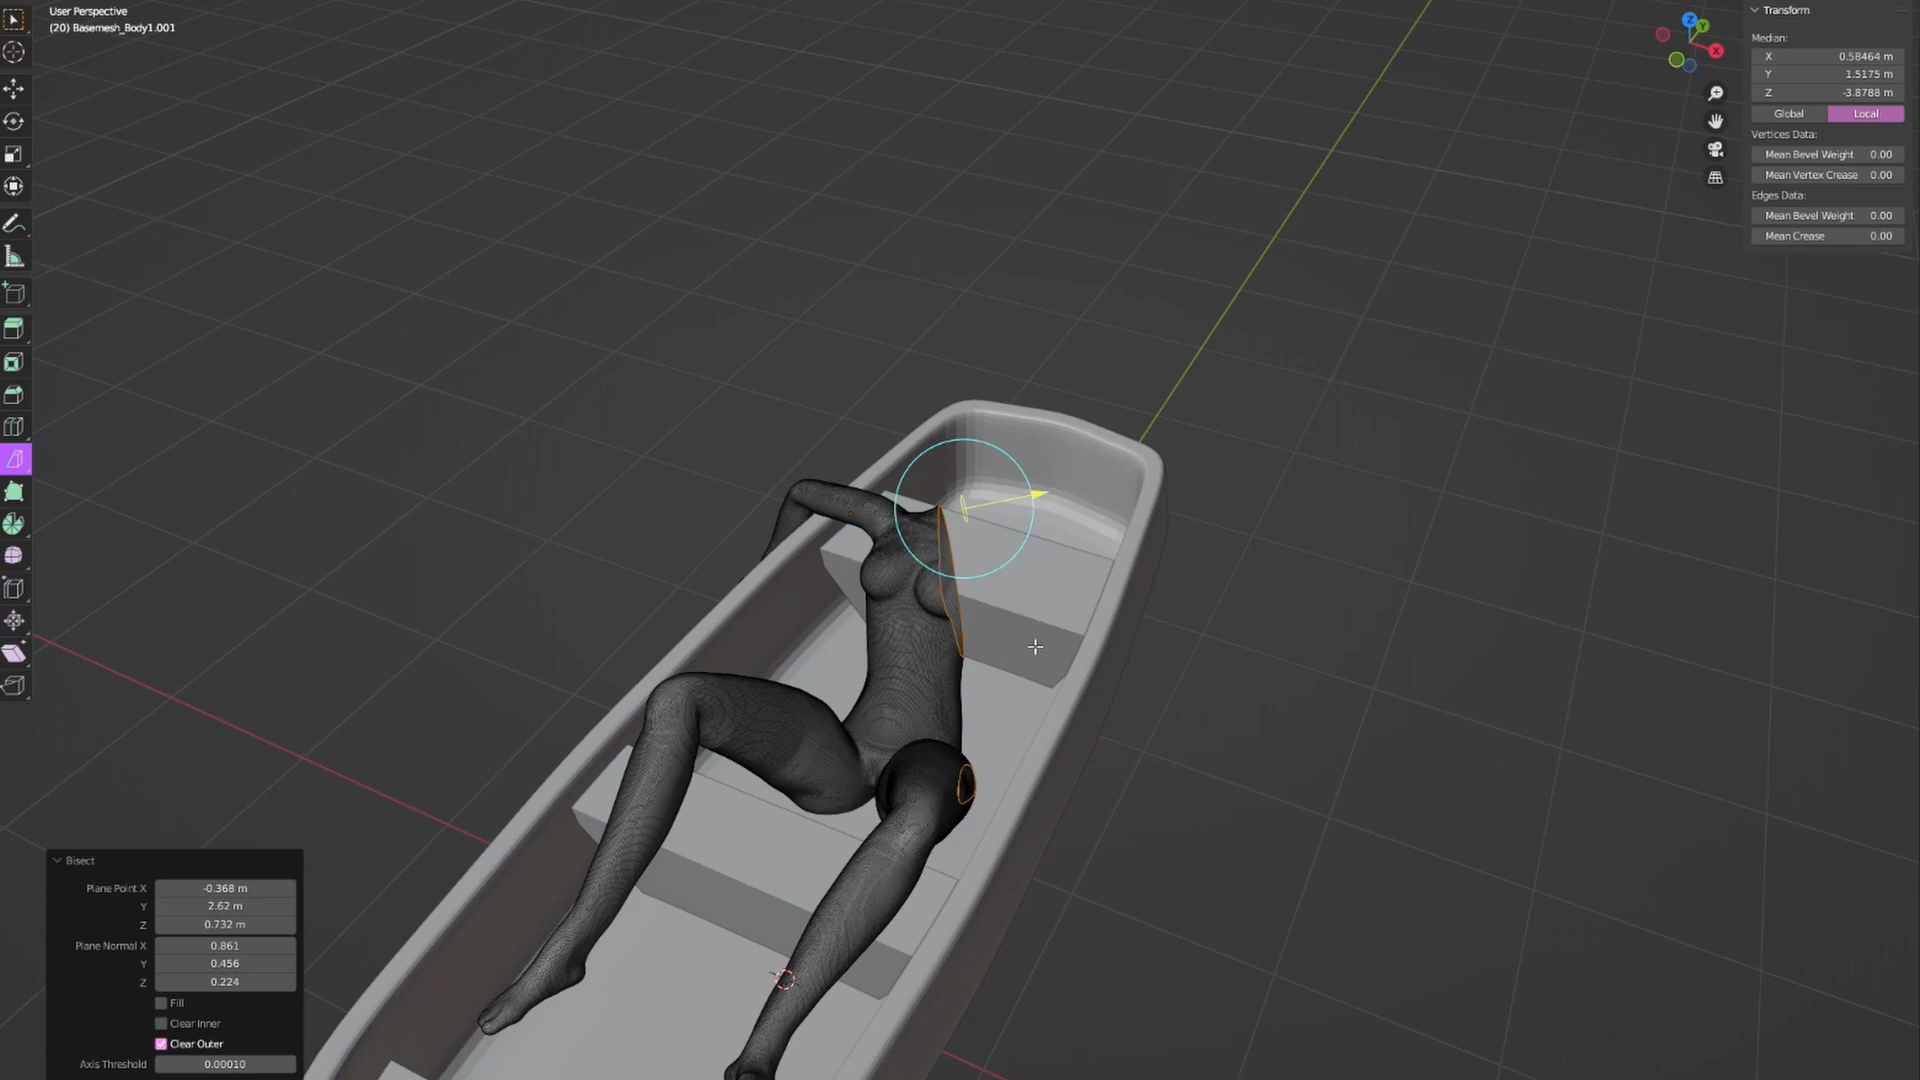 User Perspective
(20) Basemesh_Body1.001
Z
Y
X
Transform
Median:
X 0.58464 m
Y 1.5175 m
Z -3.8788 m
Global Local
Vertices Data:
Mean Bevel Weight 0.00
Mean Vertex Crease 0.00
Edges Data:
Mean Bevel Weight 0.00
Mean Crease 0.00
Bisect
Plane Point X -0.368 m
Y 2.62 m
Z 0.732 m
Plane Normal X 0.861
Y 0.456
Z 0.224
Fill
Clear Inner
Clear Outer
Axis Threshold 0.00010